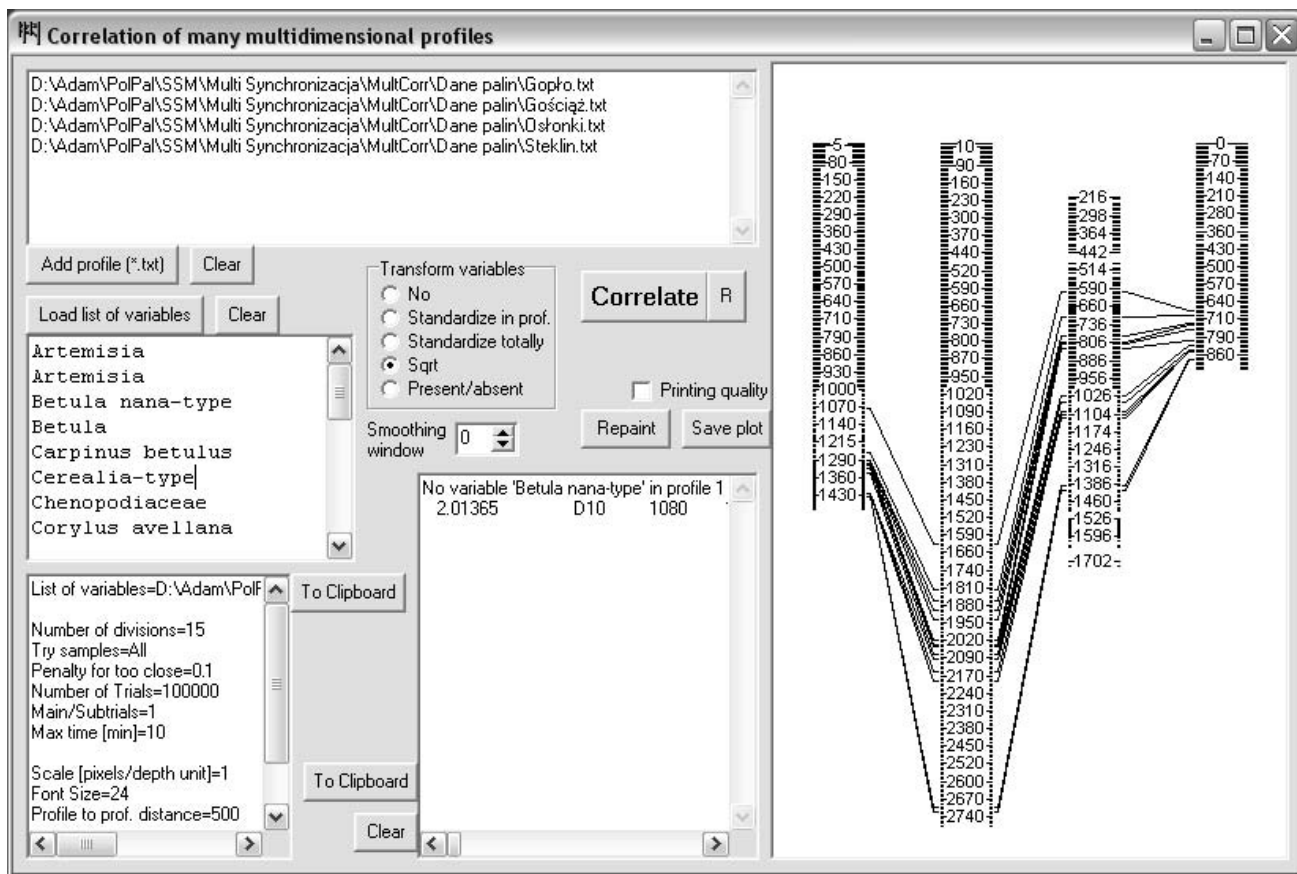 Correlation of many multidimensional profiles
D:\Adam\PolPal\SSM\Multi Synchronizacja\MultCorr\Dane palin\Gopło.txt
D:\Adam\PolPal\SSM\Multi Synchronizacja\MultCorr\Dane palin\Gościąż.txt
D:\Adam\PolPal\SSM\Multi Synchronizacja\MultCorr\Dane palin\Osłonki.txt
D:\Adam\PolPal\SSM\Multi Synchronizacja\MultCorr\Dane palin\Steklin.txt
Add profile (*.txt)
Clear
Load list of variables
Clear
Artemisia
Artemisia
Betula nana-type
Betula
Carpinus betulus
Cerealia-type
Chenopodiaceae
Corylus avellana
Transform variables
No
Standardize in prof.
Standardize totally
Sqrt
Present/absent
Smoothing
window
0
Correlate
R
Printing quality
Repaint
Save plot
List of variables=D:\Adam\PolF
Number of divisions=15
Try samples=All
Penalty for too close=0.1
Number of Trials=100000
Main/Subtrials=1
Max time [min]=10
Scale [pixels/depth unit]=1
Font Size=24
Profile to prof. distance=500
To Clipboard
To Clipboard
Clear
No variable 'Betula nana-type' in profile 1
2.01365 D10 1080
5
80
150
220
290
360
430
500
570
640
710
790
860
930
1000
1070
1140
1215
1290
1360
1430
10
90
160
230
300
370
440
520
590
660
730
800
870
950
1020
1090
1160
1230
1310
1380
1450
1520
1590
1660
1740
1810
1880
1950
2020
2090
2170
2240
2310
2380
2450
2520
2600
2670
2740
216
298
364
442
514
590
660
736
806
886
956
1026
1104
1174
1246
1316
1386
1460
1526
1596
1702
0
70
140
210
280
360
430
500
570
640
710
790
860